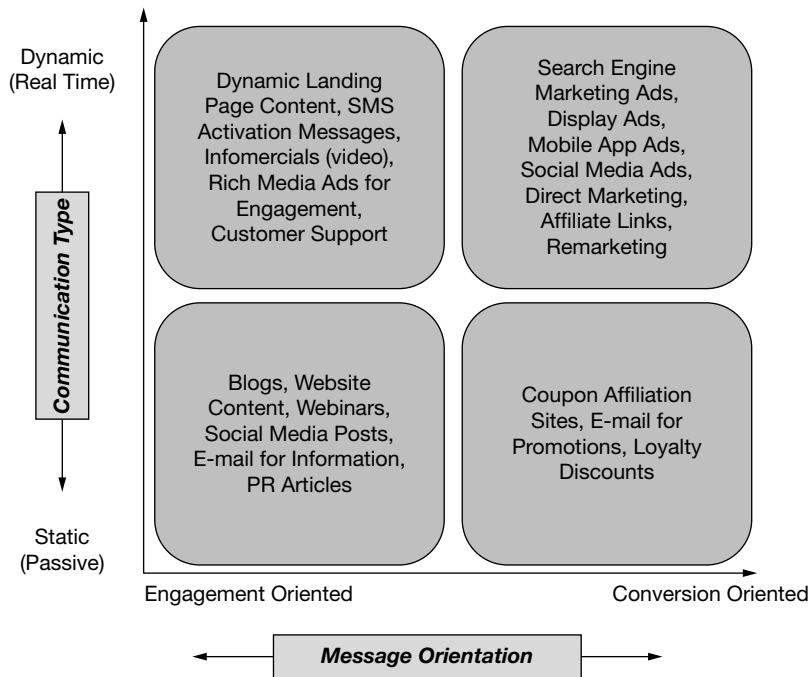 Dynamic
(Real Time)
Communication Type
Static
(Passive)
Dynamic Landing
Page Content, SMS
Activation Messages,
Infomercials (video),
Rich Media Ads for
Engagement,
Customer Support
Search Engine
Marketing Ads,
Display Ads,
Mobile App Ads,
Social Media Ads,
Direct Marketing,
Affiliate Links,
Remarketing
Blogs, Website
Content, Webinars,
Social Media Posts,
E-mail for Information,
PR Articles
Coupon Affiliation
Sites, E-mail for
Promotions, Loyalty
Discounts
Engagement Oriented
Conversion Oriented
Message Orientation